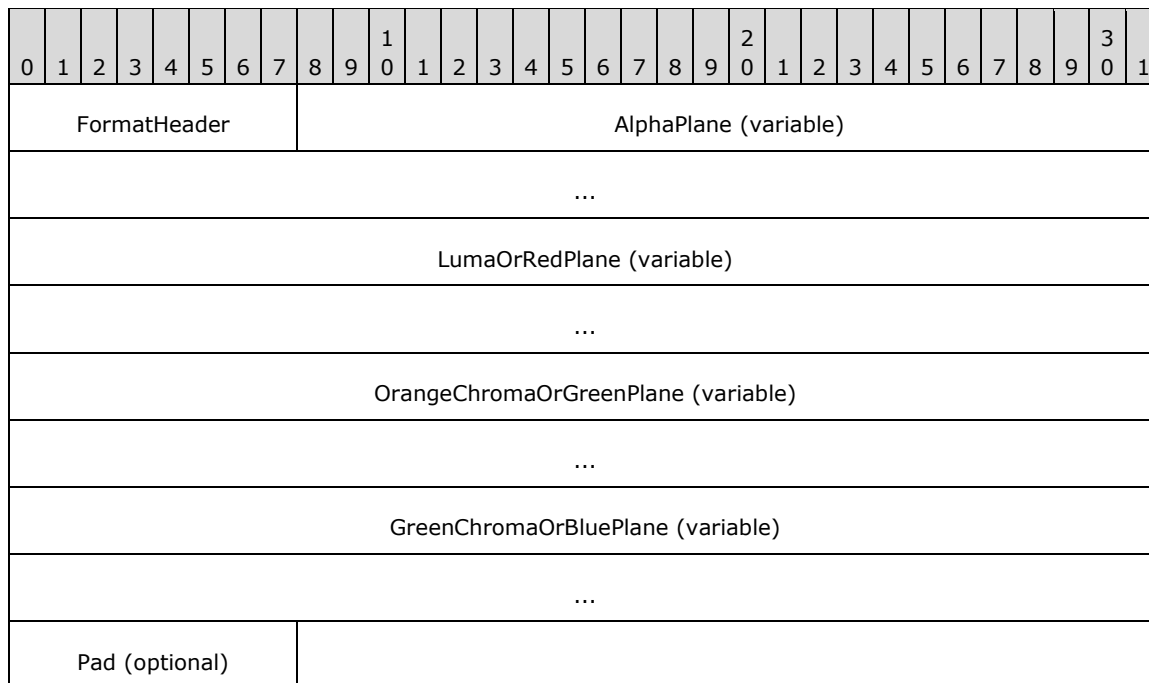 1 2 3
0 1 2 3 4 5 6 7 8 9 0 1 2 3 4 5 6 7 8 9 0 1 2 3 4 5 6 7 8 9 0 1
FormatHeader AlphaPlane (variable)
...
LumaOrRedPlane (variable)
...
OrangeChromaOrGreenPlane (variable)
...
GreenChromaOrBluePlane (variable)
...
Pad (optional)